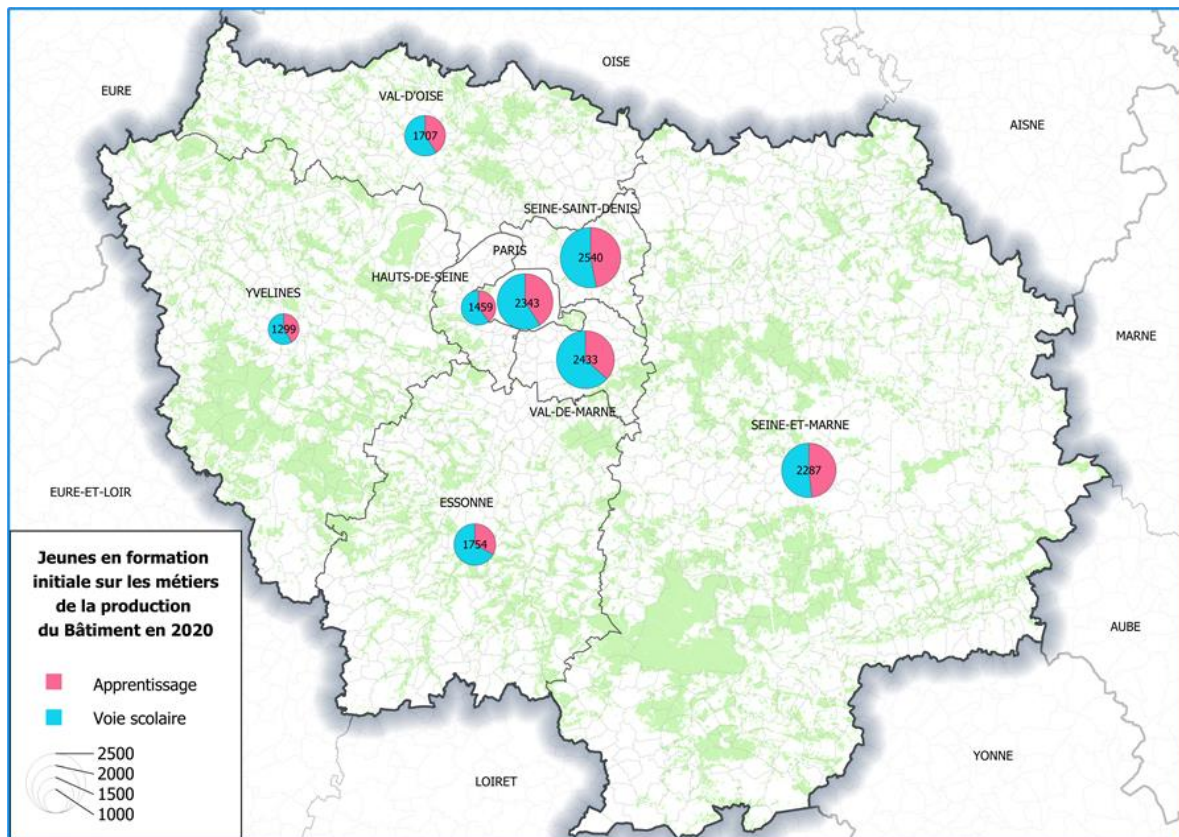 OISE
EURE
VAL-D'OISE
AISNE
1707
SEINE-SAINT-DENIS
PARIS
2540
HAUTS-DE-SEINE
YVELINES
1459
2343
1299
MARNE
2433
VAL-DE-MARNE
SEINE-ET-MARNE
2287
EURE-ET-LOIR
ESSONNE
1754
Jeunes en formation
initiale sur les métiers
de la production
du Bâtiment en 2020
Apprentissage
Voie scolaire
2500
2000
1500
1000
AUBE
YONNE
LOIRET